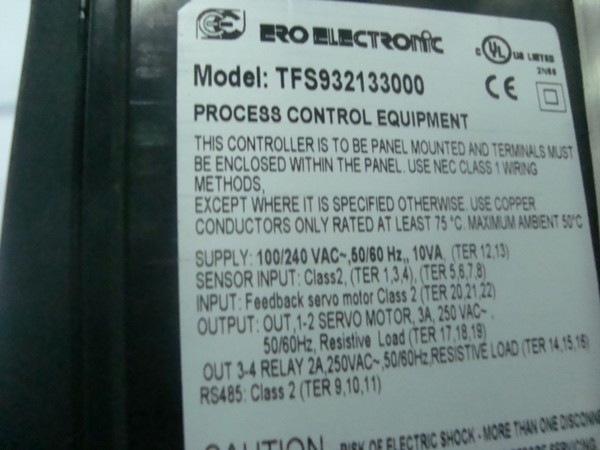 ERO ELECTRONIC
C UL US LISTED
Model: TFS932133000
CE
PROCESS CONTROL EQUIPMENT
THIS CONTROLLER IS TO BE PANEL MOUNTED AND TERMINALS MUST
BE ENCLOSED WITHIN THE PANEL. USE NEC CLASS 1 WIRING
METHODS,
EXCEPT WHERE IT IS SPECIFIED OTHERWISE. USE COPPER
CONDUCTORS ONLY RATED AT LEAST 75 °C. MAXIMUM AMBIENT 50°C
SUPPLY: 100/240 VAC~,50/60 Hz,, 10VA, (TER 12,13)
SENSOR INPUT: Class2, (TER 1,3,4), (TER 5,6,7,8)
INPUT: Feedback servo motor Class 2 (TER 20,21,22)
OUTPUT: OUT,1-2 SERVO MOTOR, 3A, 250 VAC~ ,
50/60Hz, Resistive Load (TER 17,18,19)
OUT 3-4 RELAY 2A,250VAC~,50/60Hz,RESISTIVE LOAD (TER 14,15,16)
RS485: Class 2 (TER 9,10,11)
CAUTION RISK OF ELECTRIC SHOCK - MORE THAN ONE DISCONNE
SERVICING